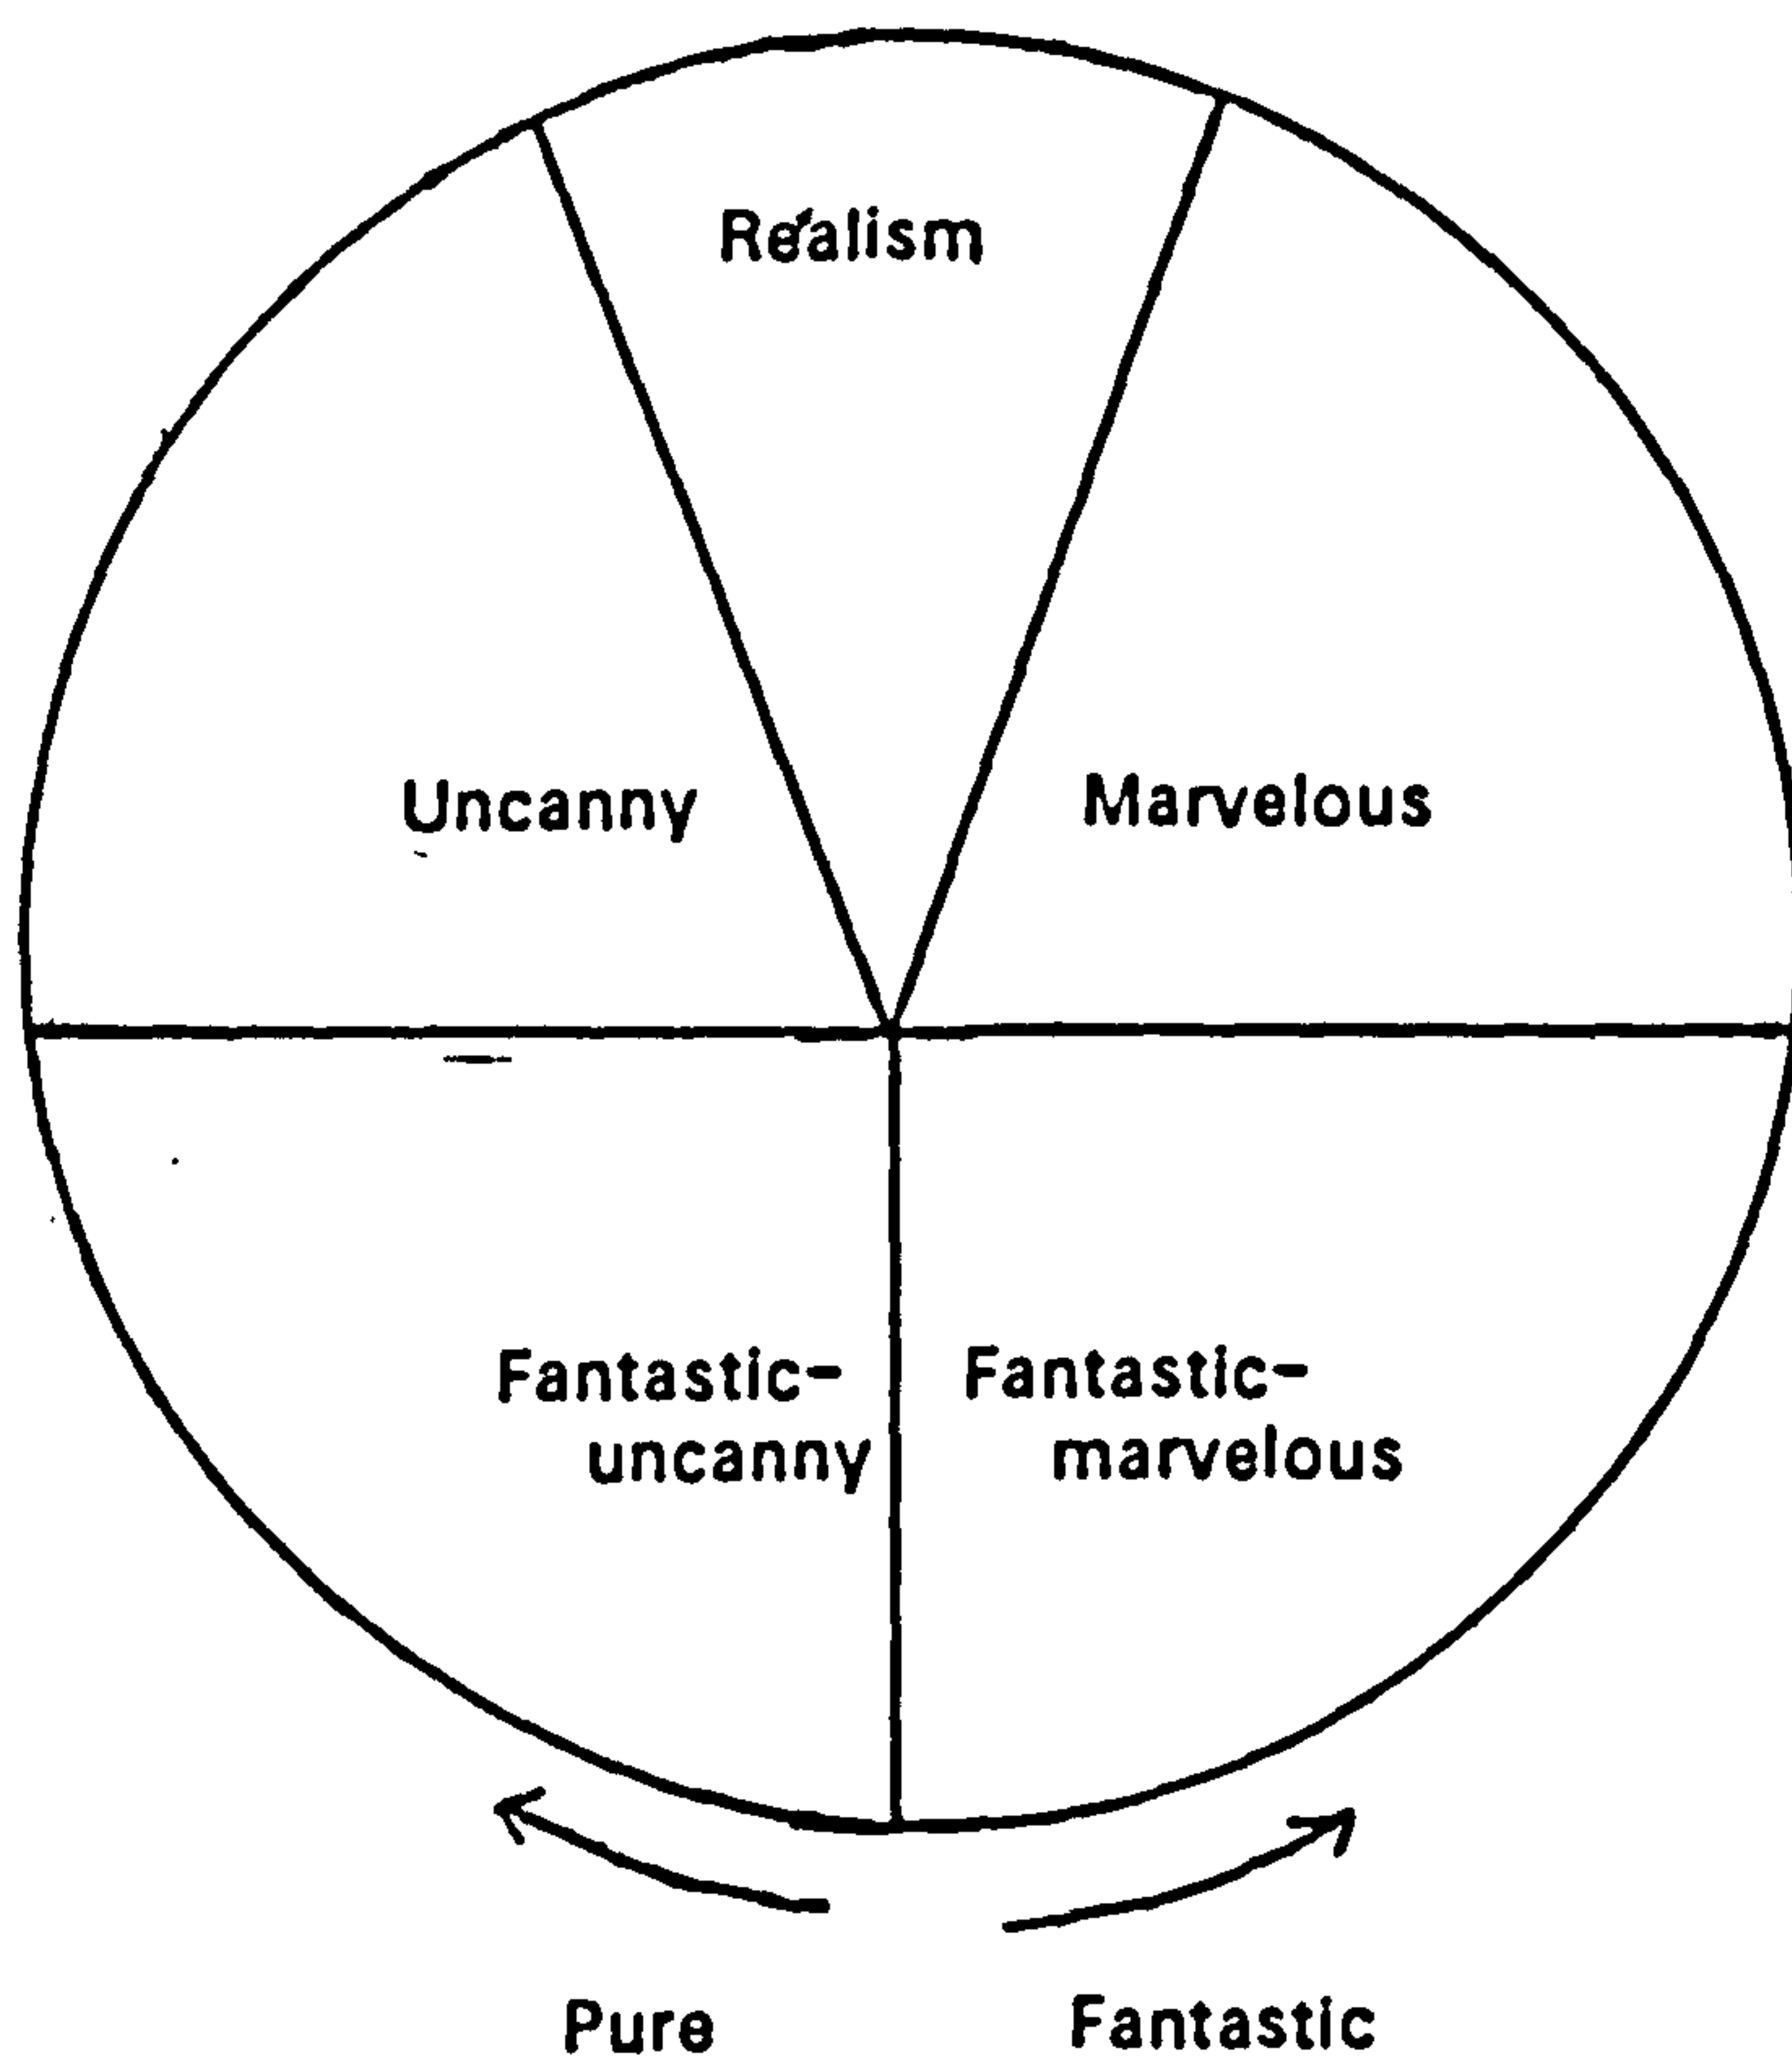 Realism
Uncanny
Marvelous
Fantastic-
uncanny
Fantastic-
marvelous
Pure Fantastic